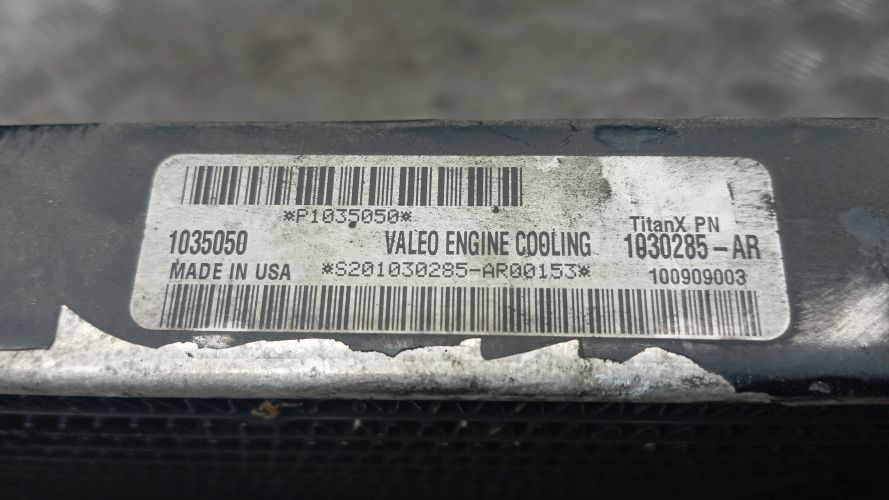 *P1035050*
TitanX PN
1035050 VALEO ENGINE COOLING 1030285-AR
MADE IN USA *S201030285-AR00153* 100909003